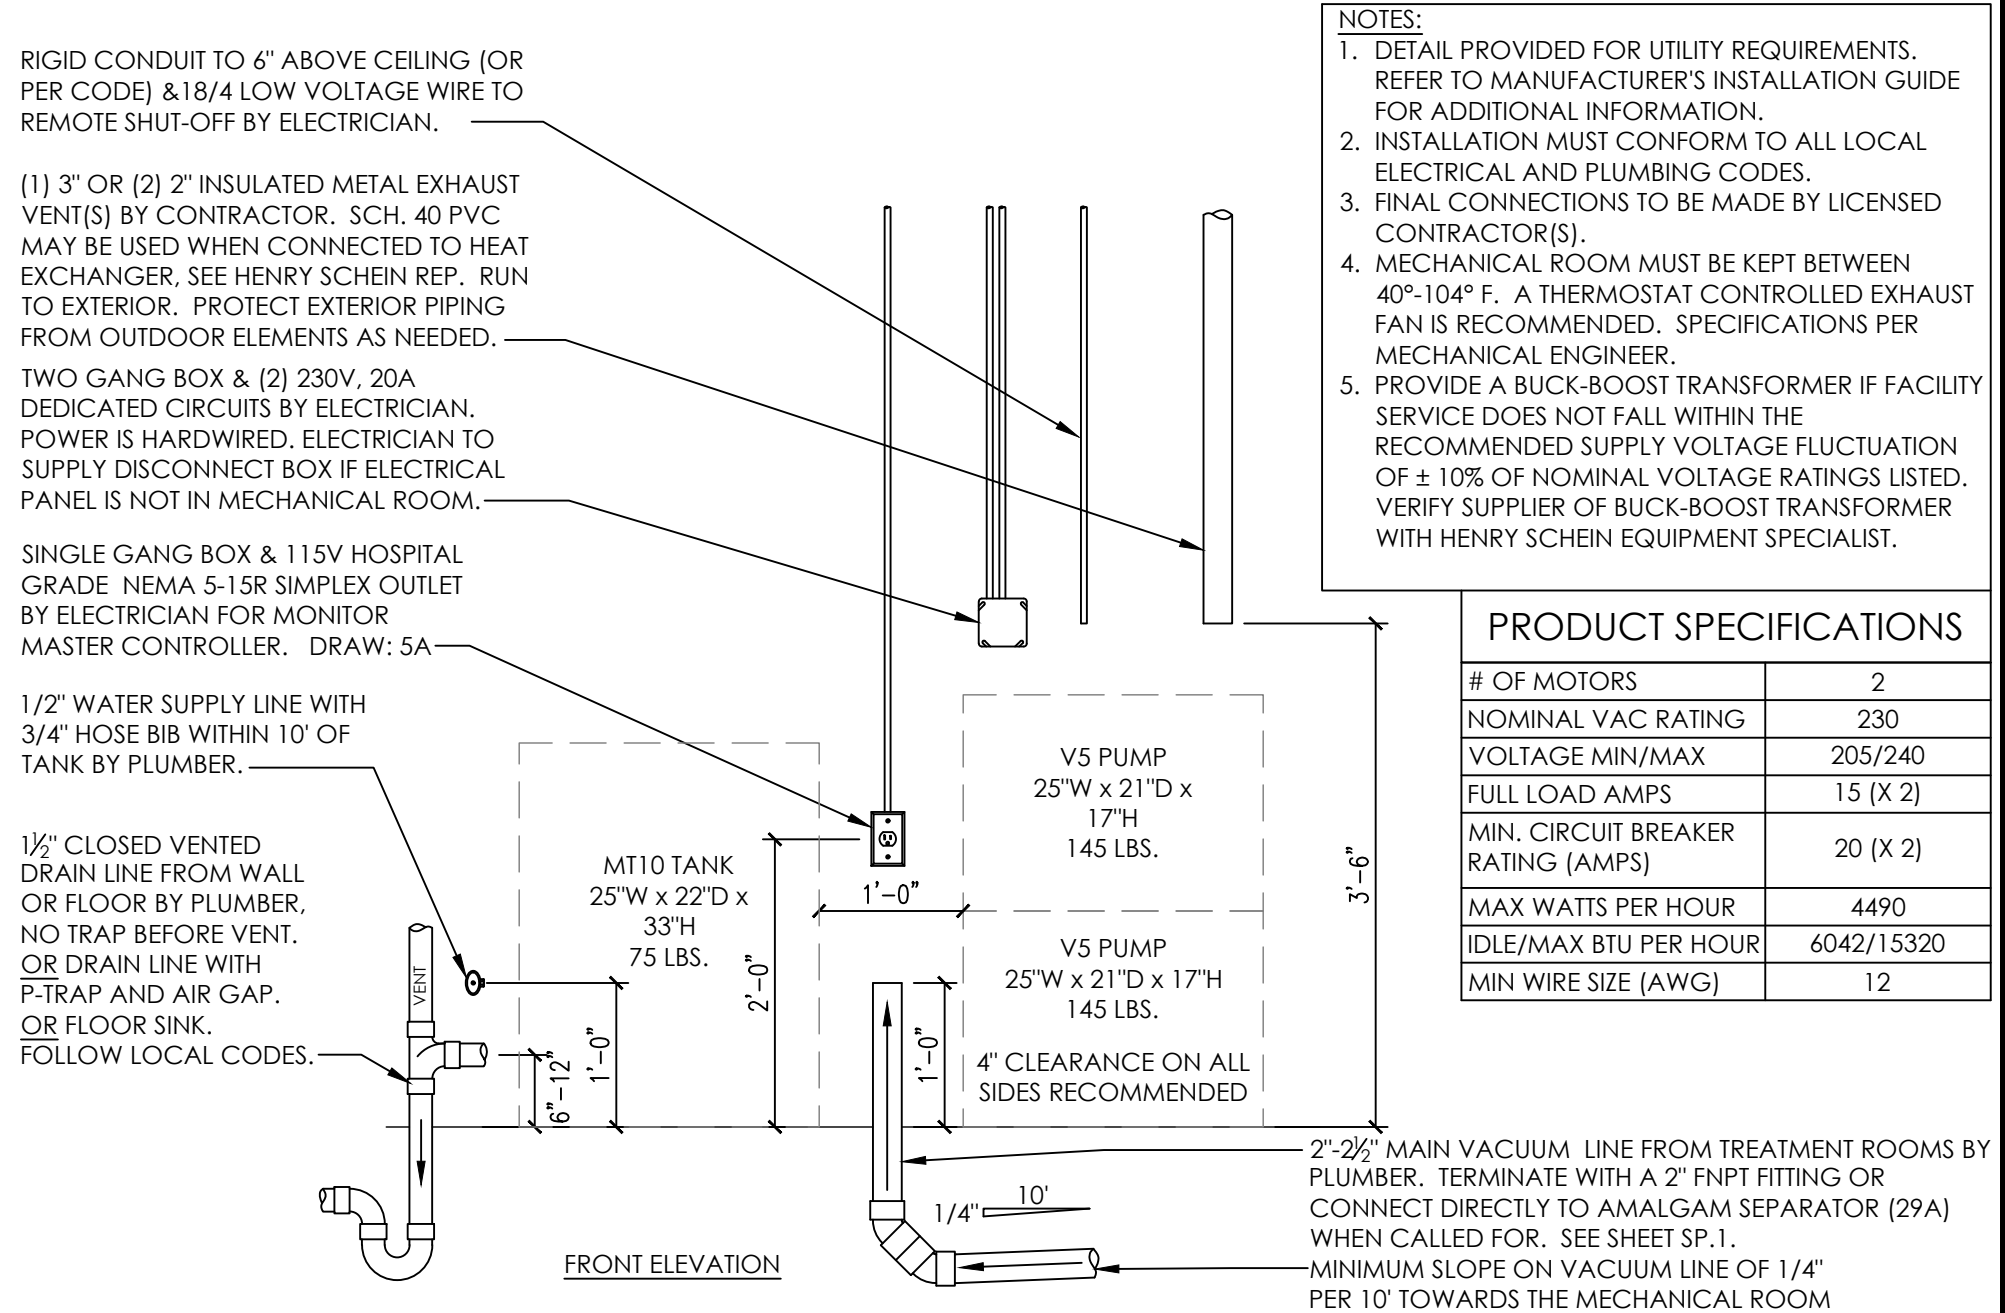 RIGID CONDUIT TO 6" ABOVE CEILING (OR
PER CODE) &18/4 LOW VOLTAGE WIRE TO
REMOTE SHUT-OFF BY ELECTRICIAN.
(1) 3" OR (2) 2" INSULATED METAL EXHAUST
VENT(S) BY CONTRACTOR. SCH. 40 PVC
MAY BE USED WHEN CONNECTED TO HEAT
EXCHANGER, SEE HENRY SCHEIN REP. RUN
TO EXTERIOR. PROTECT EXTERIOR PIPING
FROM OUTDOOR ELEMENTS AS NEEDED.
TWO GANG BOX & (2) 230V, 20A
DEDICATED CIRCUITS BY ELECTRICIAN.
POWER IS HARDWIRED. ELECTRICIAN TO
SUPPLY DISCONNECT BOX IF ELECTRICAL
PANEL IS NOT IN MECHANICAL ROOM.
SINGLE GANG BOX & 115V HOSPITAL
GRADE NEMA 5-15R SIMPLEX OUTLET
BY ELECTRICIAN FOR MONITOR
MASTER CONTROLLER. DRAW: 5A
1/2" WATER SUPPLY LINE WITH
3/4" HOSE BIB WITHIN 10' OF
TANK BY PLUMBER.
1½" CLOSED VENTED
DRAIN LINE FROM WALL
OR FLOOR BY PLUMBER,
NO TRAP BEFORE VENT.
OR DRAIN LINE WITH
P-TRAP AND AIR GAP.
OR FLOOR SINK.
FOLLOW LOCAL CODES.
VENT
MT10 TANK
25"W x 22"D x
33"H
75 LBS.
6"-12"
1'-0"
2'-0"
1'-0"
1'-0"
V5 PUMP
25"W x 21"D x
17"H
145 LBS.
V5 PUMP
25"W x 21"D x 17"H
145 LBS.
4" CLEARANCE ON ALL
SIDES RECOMMENDED
3'-6"
10'
1/4"
FRONT ELEVATION
NOTES:
1. DETAIL PROVIDED FOR UTILITY REQUIREMENTS.
REFER TO MANUFACTURER'S INSTALLATION GUIDE
FOR ADDITIONAL INFORMATION.
2. INSTALLATION MUST CONFORM TO ALL LOCAL
ELECTRICAL AND PLUMBING CODES.
3. FINAL CONNECTIONS TO BE MADE BY LICENSED
CONTRACTOR(S).
4. MECHANICAL ROOM MUST BE KEPT BETWEEN
40°-104° F. A THERMOSTAT CONTROLLED EXHAUST
FAN IS RECOMMENDED. SPECIFICATIONS PER
MECHANICAL ENGINEER.
5. PROVIDE A BUCK-BOOST TRANSFORMER IF FACILITY
SERVICE DOES NOT FALL WITHIN THE
RECOMMENDED SUPPLY VOLTAGE FLUCTUATION
OF ± 10% OF NOMINAL VOLTAGE RATINGS LISTED.
VERIFY SUPPLIER OF BUCK-BOOST TRANSFORMER
WITH HENRY SCHEIN EQUIPMENT SPECIALIST.
PRODUCT SPECIFICATIONS
# OF MOTORS 2
NOMINAL VAC RATING 230
VOLTAGE MIN/MAX 205/240
FULL LOAD AMPS 15 (X 2)
MIN. CIRCUIT BREAKER
RATING (AMPS) 20 (X 2)
MAX WATTS PER HOUR 4490
IDLE/MAX BTU PER HOUR 6042/15320
MIN WIRE SIZE (AWG) 12
2"-2½" MAIN VACUUM LINE FROM TREATMENT ROOMS BY
PLUMBER. TERMINATE WITH A 2" FNPT FITTING OR
CONNECT DIRECTLY TO AMALGAM SEPARATOR (29A)
WHEN CALLED FOR. SEE SHEET SP.1.
MINIMUM SLOPE ON VACUUM LINE OF 1/4"
PER 10' TOWARDS THE MECHANICAL ROOM